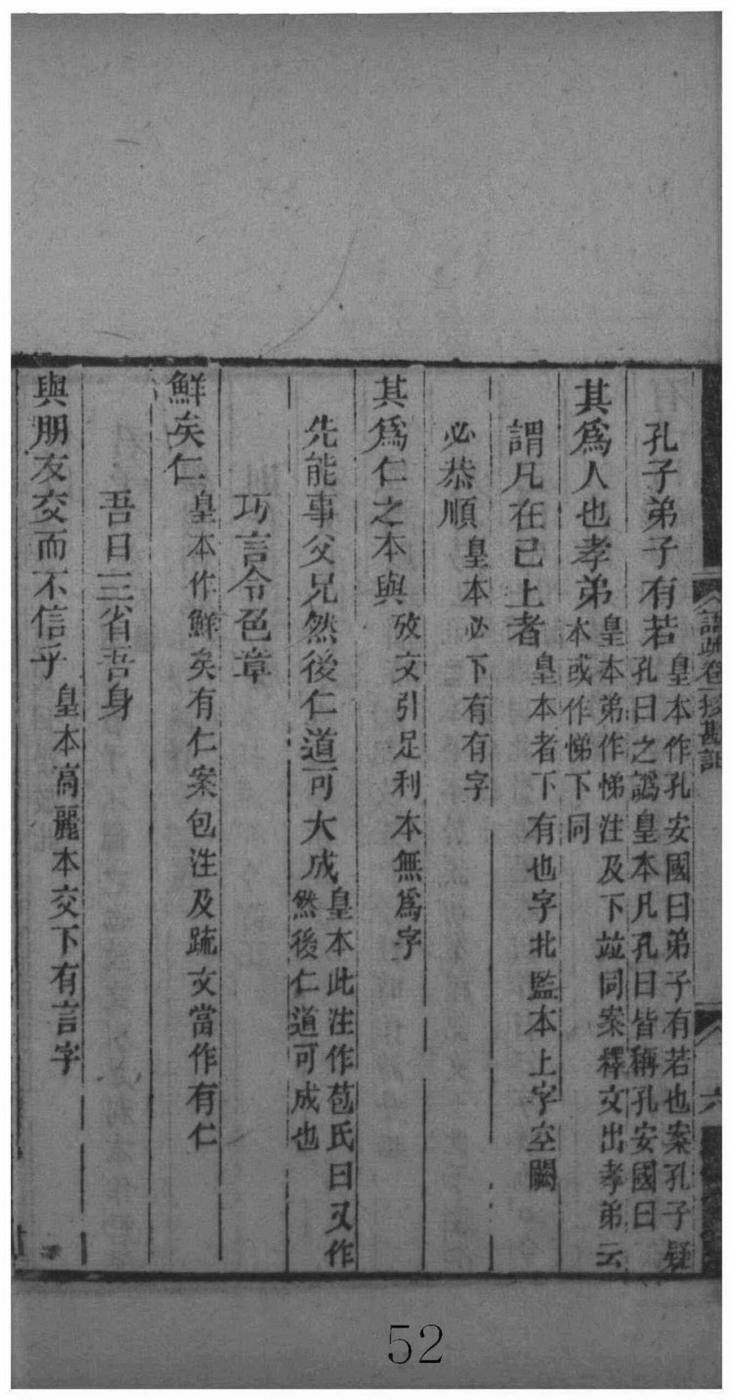 語疏卷一挍勘記
六
孔子弟子有若皇本作孔安國曰弟子有若也案孔子疑
孔曰之譌皇本凡孔曰皆稱孔安國曰
其爲人也孝弟皇本弟作悌注及下竝同案釋文出孝弟云
本或作悌下同
謂凡在己上者皇本者下有也字北監本上字空闕
必恭順皇本必下有有字
其爲仁之本與攷文引足利本無爲字
先能事父兄然後仁道可大成皇本此注作苞氏曰又作
然後仁道可成也
巧言令色章
鮮矣仁皇本作鮮矣有仁案包注及疏文當作有仁
吾日三省吾身
與朋友交而不信乎皇本高麗本交下有言字
52